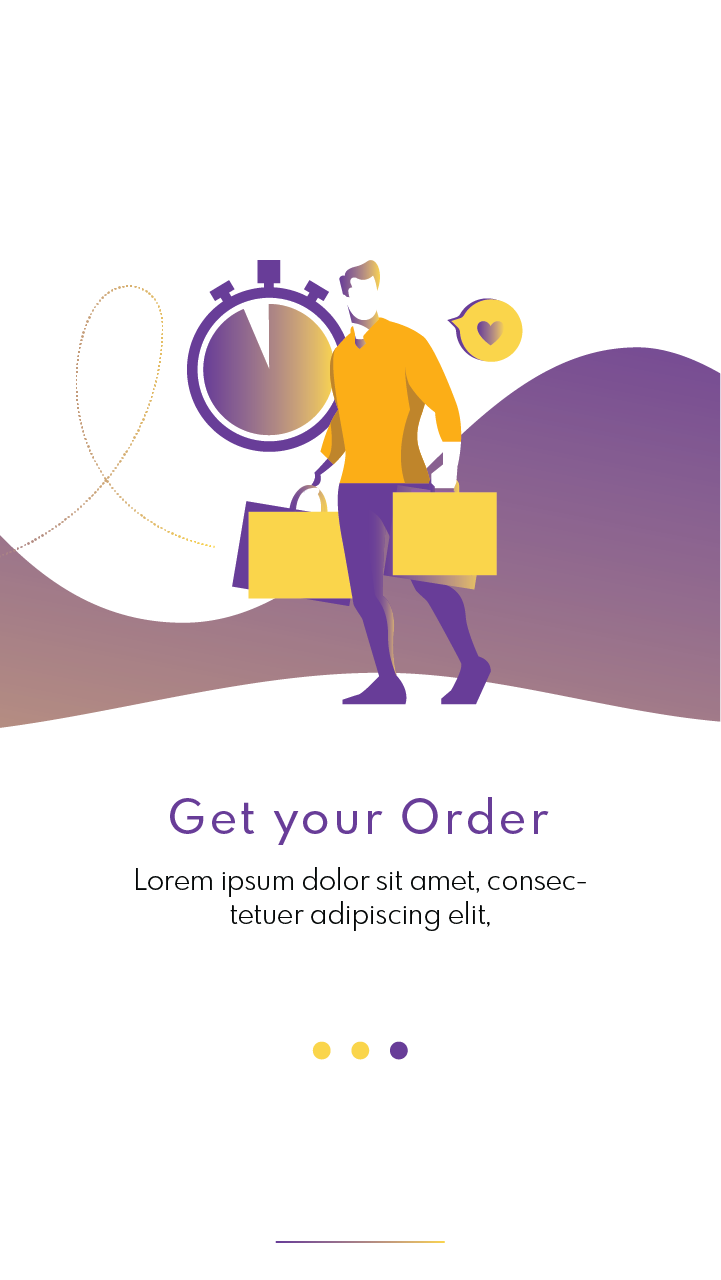 Get your Order
Lorem ipsum dolor sit amet, consec-
tetuer adipiscing elit,